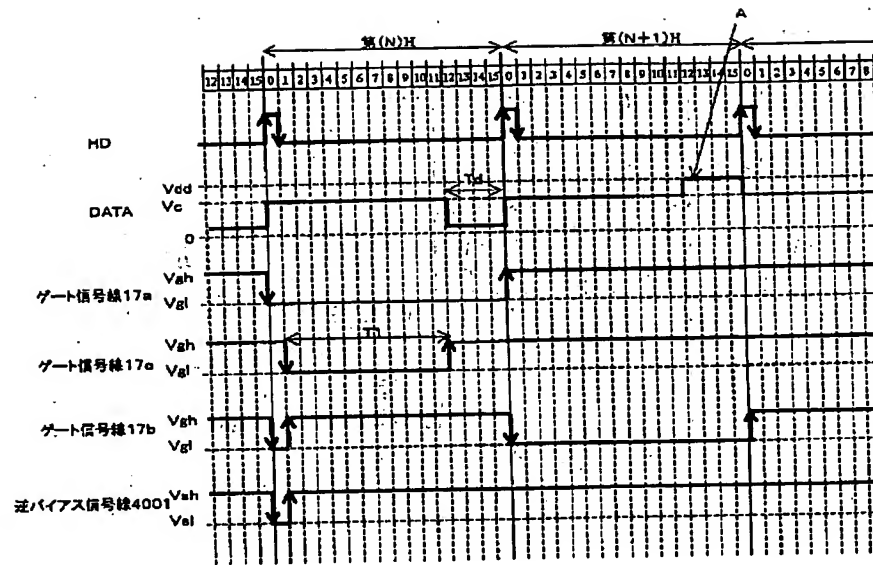 A
第(N)H 第(N+1)H
12 13 14 15 0 1 2 3 4 5 6 7 8 9 10 11 12 13 14 15 0 1 2 3 4 5 6 7 8 9 10 11 12 13 14 15 0 1 2 3 4 5 6 7 8
HD
Vdd Td
DATA Vc
0
Vgh
ゲート信号線17a Vgl
Vgh
ゲート信号線17c Vgl
Vgh
ゲート信号線17b Vgl
逆バイアス信号線4001 Vsh
Vsl